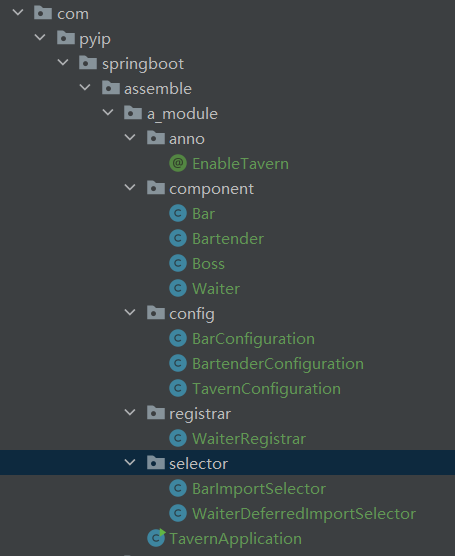 com
pyip
springboot
assemble
a_module
anno
EnableTavern
component
Bar
Bartender
Boss
Waiter
config
BarConfiguration
BartenderConfiguration
TavernConfiguration
registrar
WaiterRegistrar
selector
BarImportSelector
WaiterDeferredImportSelector
TavernApplication